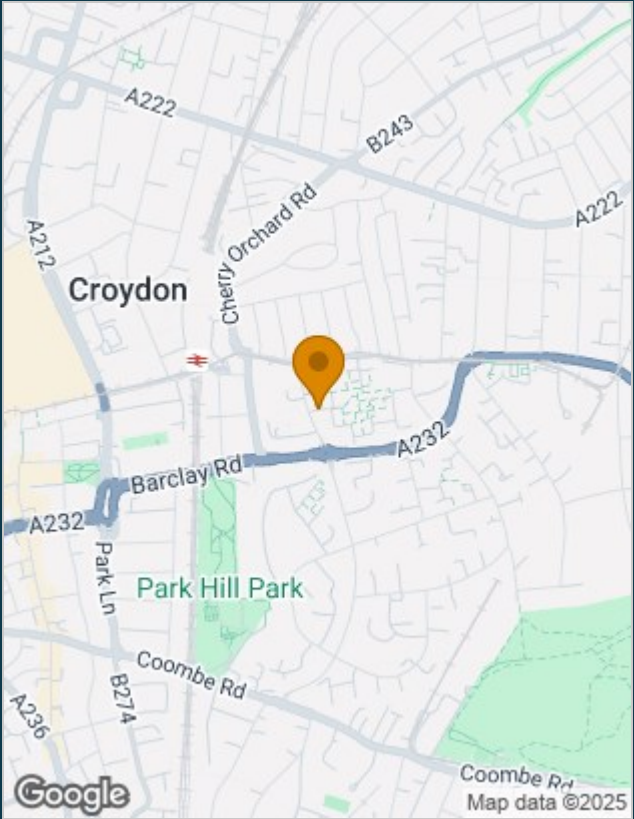 A222
B243
A222
Cherry Orchard Rd
A212
Croydon
A232
Barclay Rd
A232
Park Ln
Park Hill Park
Coombe Rd
B274
A236
Coombe Rd
Google
Map data ©2025